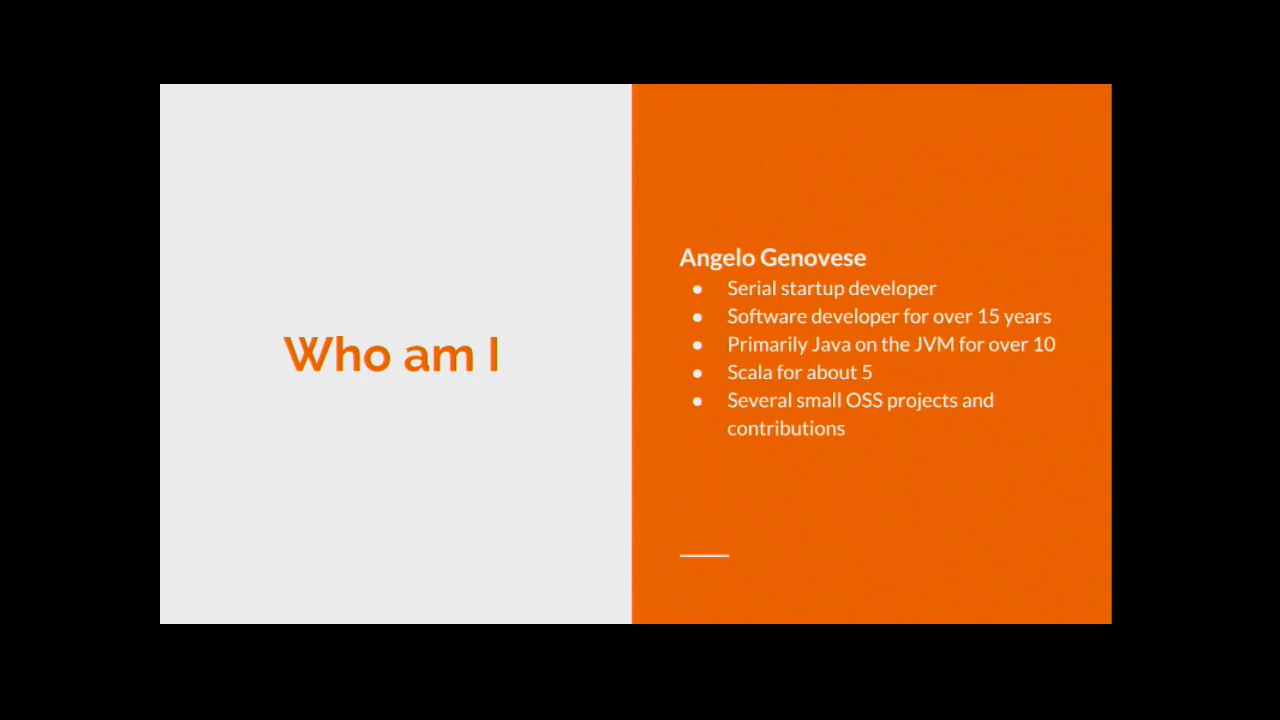 Who am I
Angelo Genovese
● Serial startup developer
● Software developer for over 15 years
● Primarily Java on the JVM for over 10
● Scala for about 5
● Several small OSS projects and
contributions